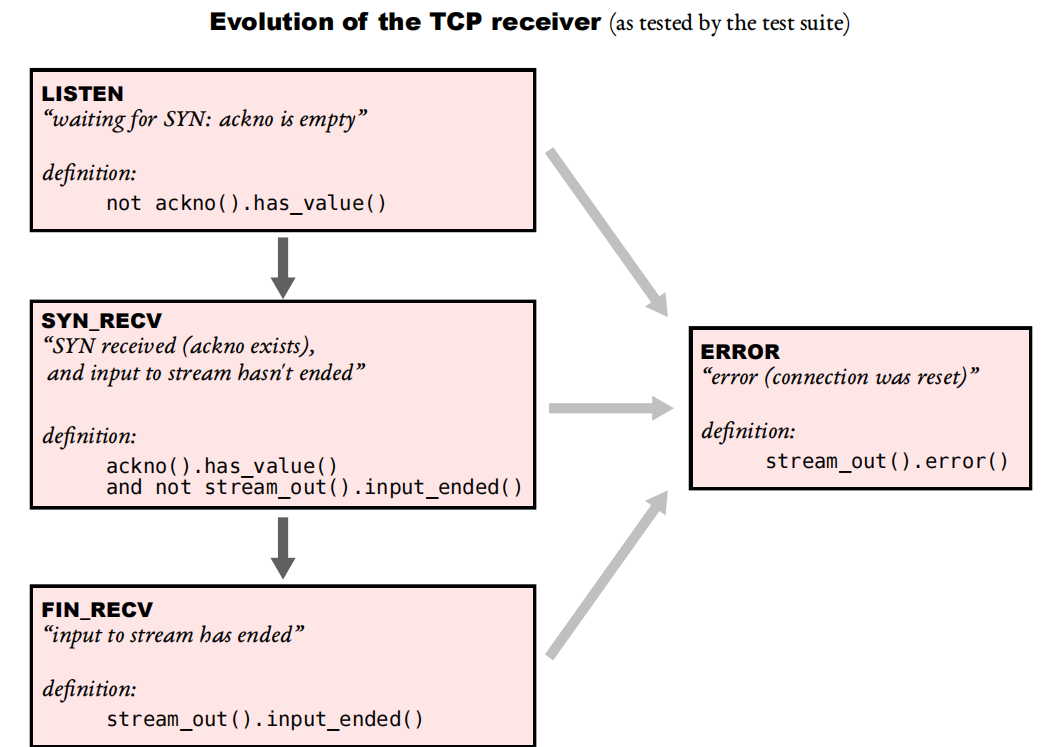 Evolution of the TCP receiver (as tested by the test suite)
LISTEN
“waiting for SYN: ackno is empty”
definition:
not ackno().has_value()
SYN_RECV
“SYN received (ackno exists),
and input to stream hasn't ended”
definition:
ackno().has_value()
and not stream_out().input_ended()
FIN_RECV
“input to stream has ended”
definition:
stream_out().input_ended()
ERROR
“error (connection was reset)”
definition:
stream_out().error()